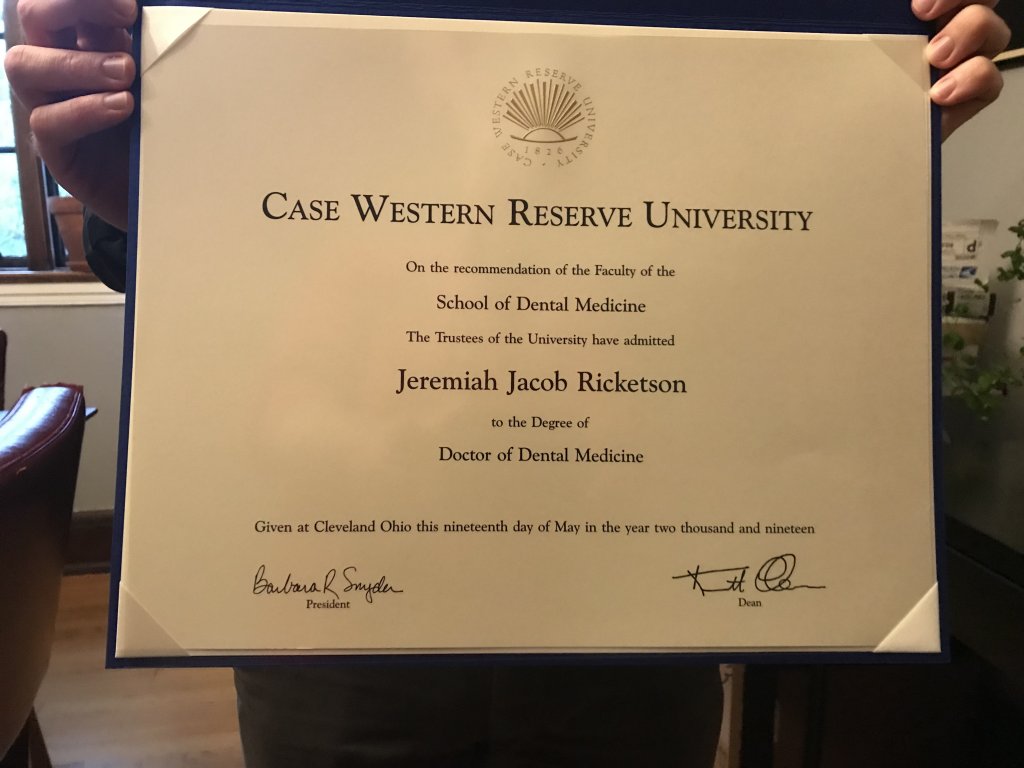 CASE WESTERN RESERVE UNIVERSITY
1826
CASE WESTERN RESERVE UNIVERSITY
On the recommendation of the Faculty of the
School of Dental Medicine
The Trustees of the University have admitted
Jeremiah Jacob Ricketson
to the Degree of
Doctor of Dental Medicine
Given at Cleveland Ohio this nineteenth day of May in the year two thousand and nineteen
Barbara R Snyder
President
Dean